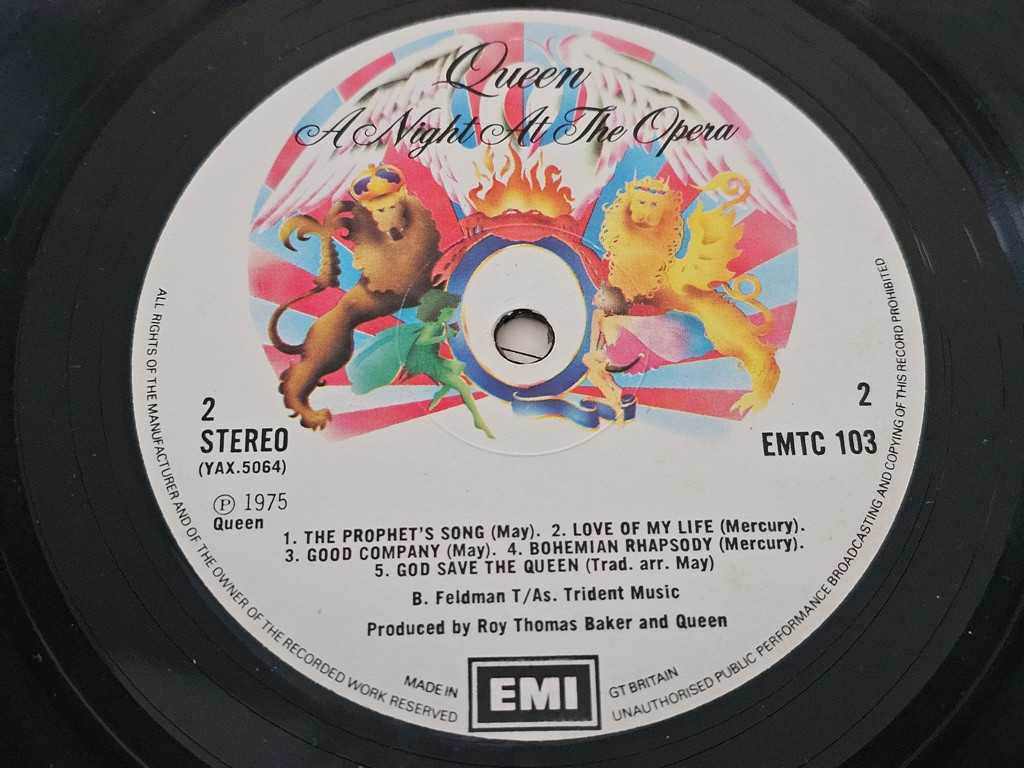 Queen
A Night At The Opera
2
STEREO
(YAX.5064)
Ⓟ 1975
Queen
2
EMTC 103
1. THE PROPHET'S SONG (May). 2. LOVE OF MY LIFE (Mercury).
3. GOOD COMPANY (May). 4. BOHEMIAN RHAPSODY (Mercury).
5. GOD SAVE THE QUEEN (Trad. arr. May)
B. Feldman T/As. Trident Music
Produced by Roy Thomas Baker and Queen
MADE IN
EMI
GT BRITAIN
ALL RIGHTS OF THE MANUFACTURER AND OF THE OWNER OF THE RECORDED WORK RESERVED
UNAUTHORISED PUBLIC PERFORMANCE BROADCASTING AND COPYING OF THIS RECORD PROHIBITED